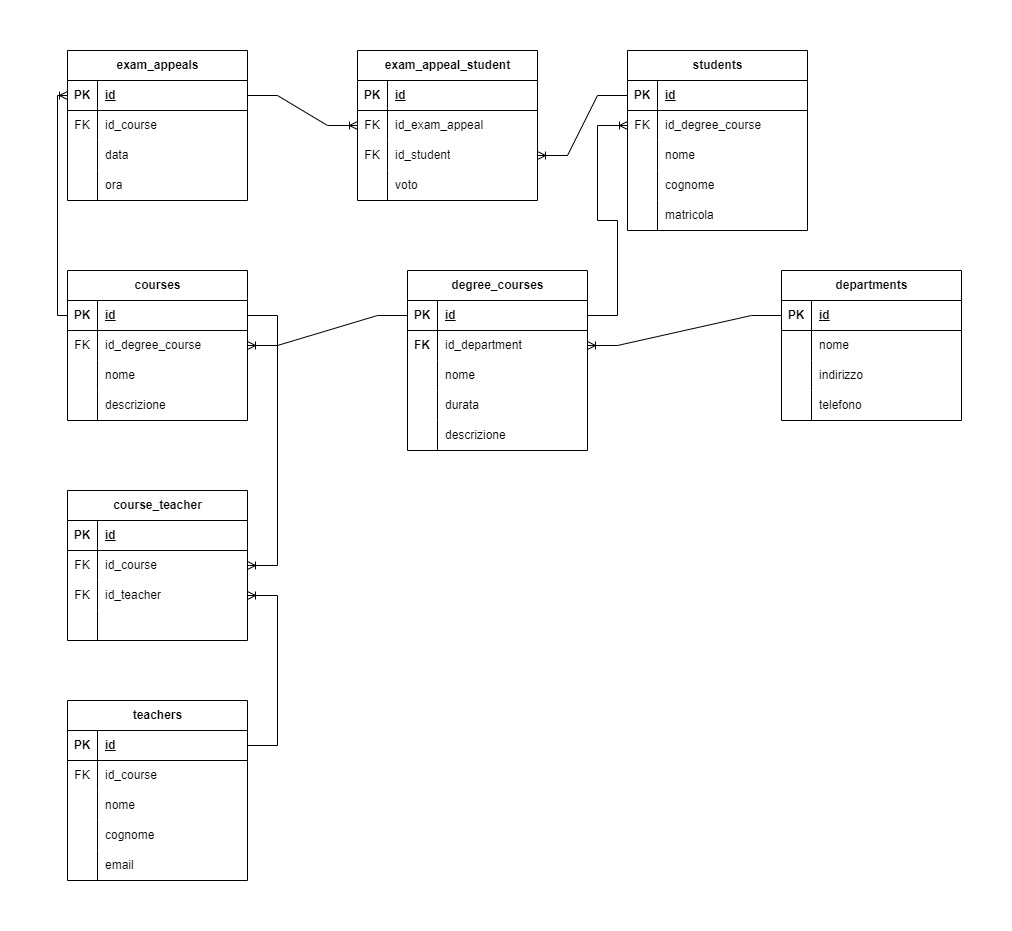 exam_appeals
PK id
FK id_course
data
ora
exam_appeal_student
PK id
FK id_exam_appeal
FK id_student
voto
students
PK id
FK id_degree_course
nome
cognome
matricola
courses
PK id
FK id_degree_course
nome
descrizione
degree_courses
PK id
FK id_department
nome
durata
descrizione
departments
PK id
nome
indirizzo
telefono
course_teacher
PK id
FK id_course
FK id_teacher
teachers
PK id
FK id_course
nome
cognome
email